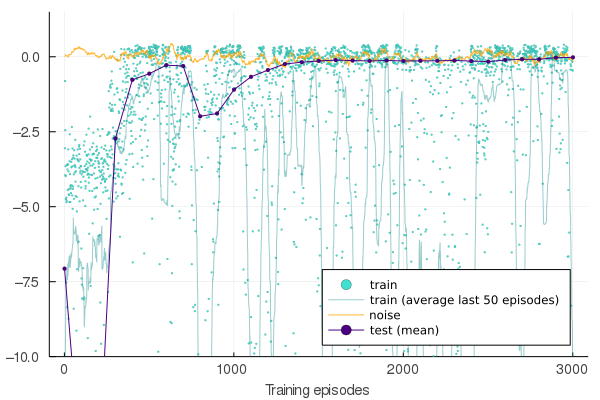 0.0
−2.5
−5.0
−7.5
−10.0
0
1000
2000
3000
Training episodes
train
train (average last 50 episodes)
noise
test (mean)